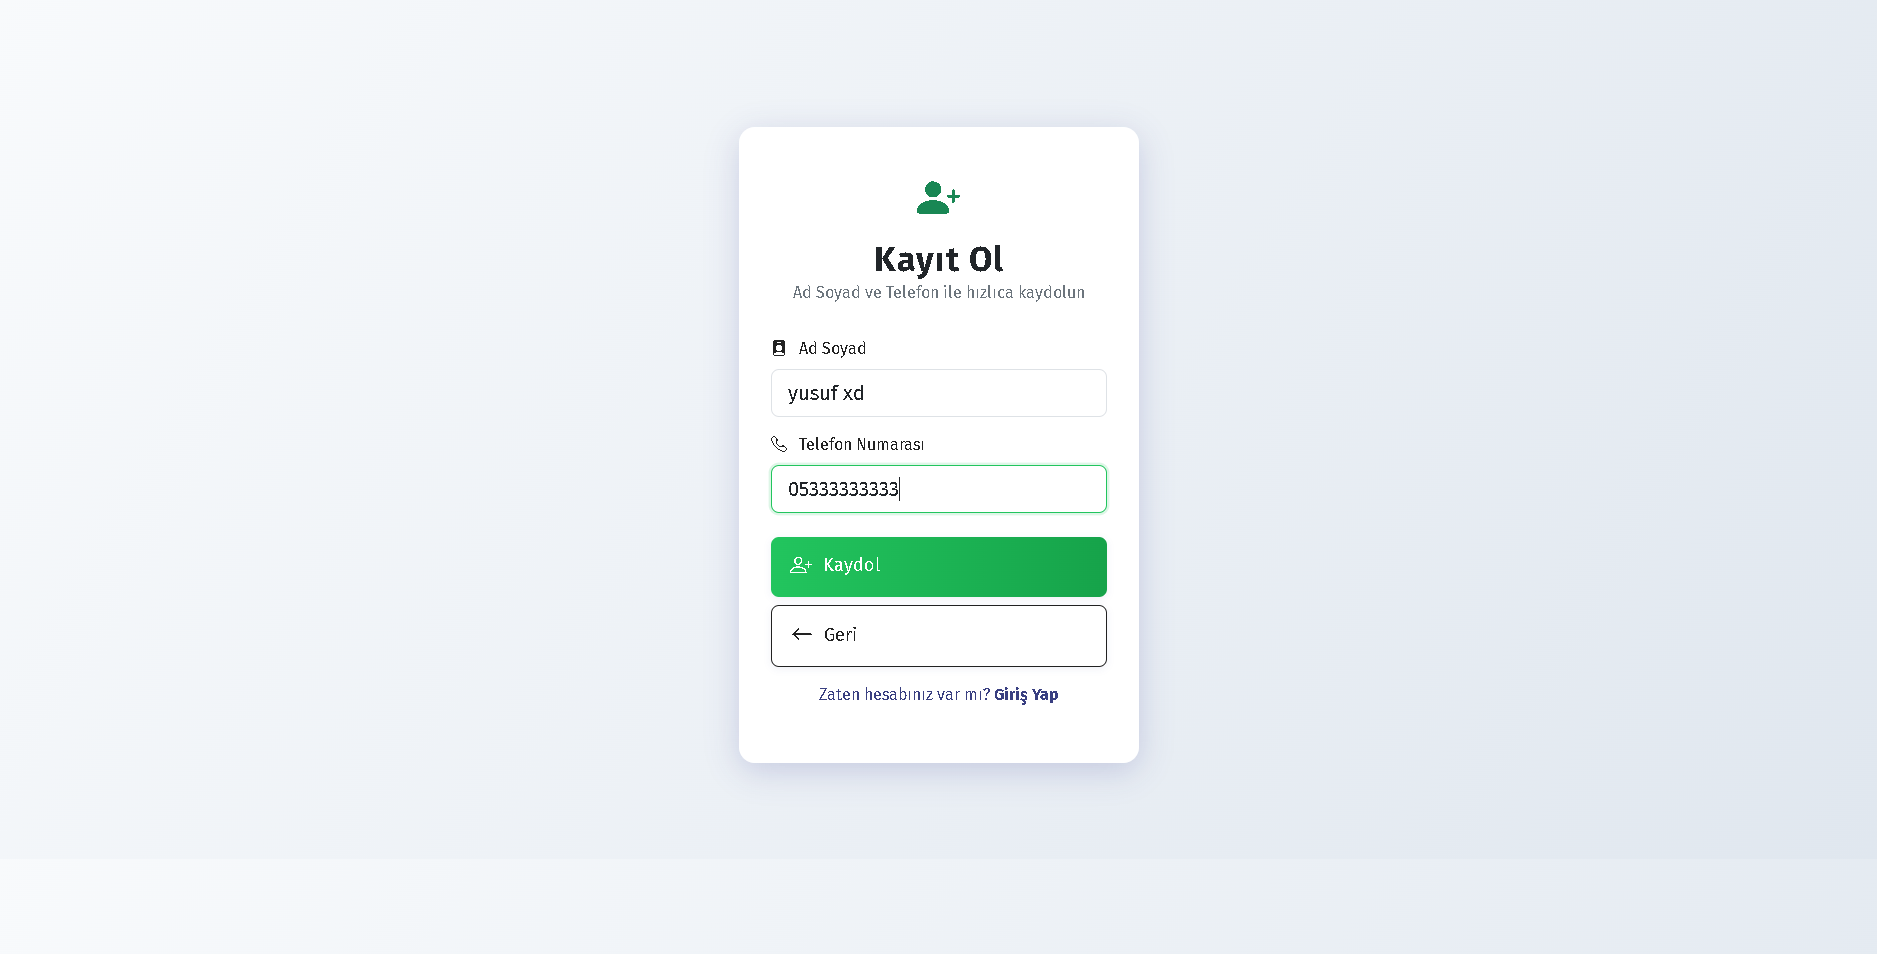 Kayıt Ol
Ad Soyad ve Telefon ile hızlıca kaydolun
Ad Soyad
yusuf xd
Telefon Numarası
05333333333
Kaydol
Geri
Zaten hesabınız var mı? Giriş Yap